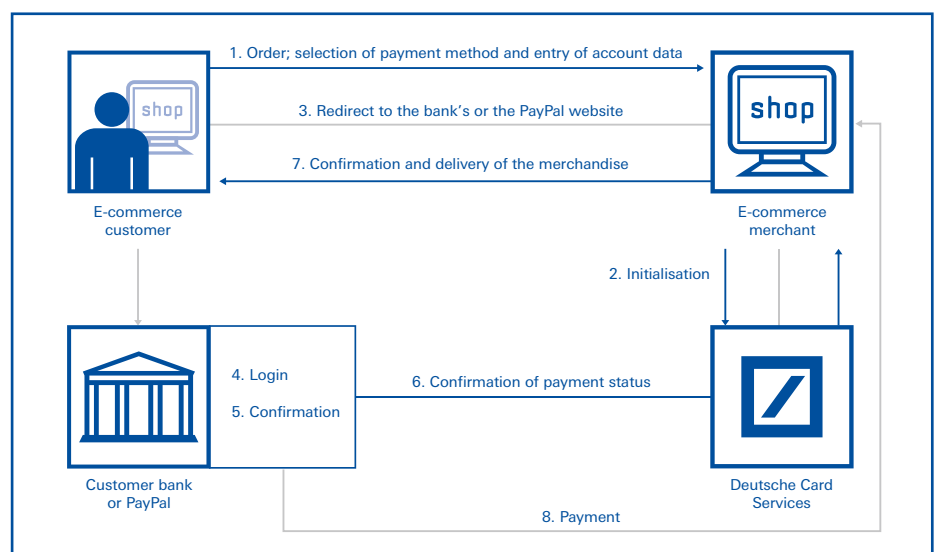 1. Order; selection of payment method and entry of account data
shop
shop
3. Redirect to the bank's or the PayPal website
7. Confirmation and delivery of the merchandise
E-commerce
customer
E-commerce
merchant
2. Initialisation
4. Login
5. Confirmation
6. Confirmation of payment status
Customer bank
or PayPal
Deutsche Card
Services
8. Payment